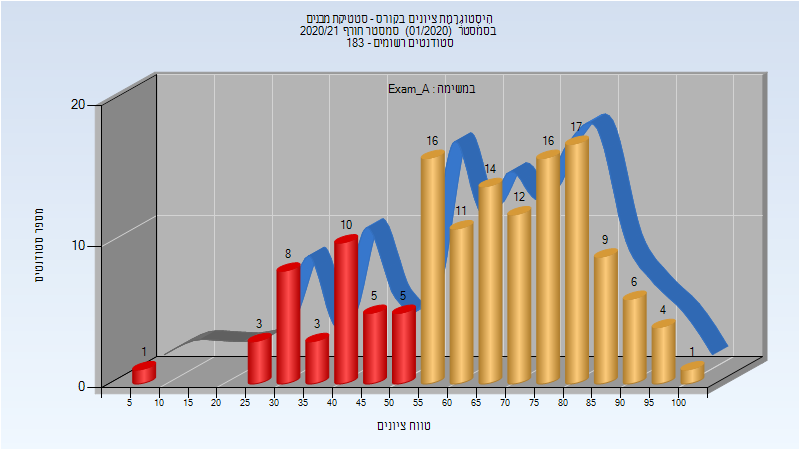 היסטוגרמת ציונים בקורס - סטטיקת מבנים
בסמסטר (01/2020) סמסטר חורף 2020/21
סטודנטים רשומים - 183
במשימה : Exam_A
מספר סטודנטים
20
10
0
1 3 8 3 10 5 5 16 11 14 12 16 17 9 6 4 1
5 10 15 20 25 30 35 40 45 50 55 60 65 70 75 80 85 90 95 100
טווח ציונים